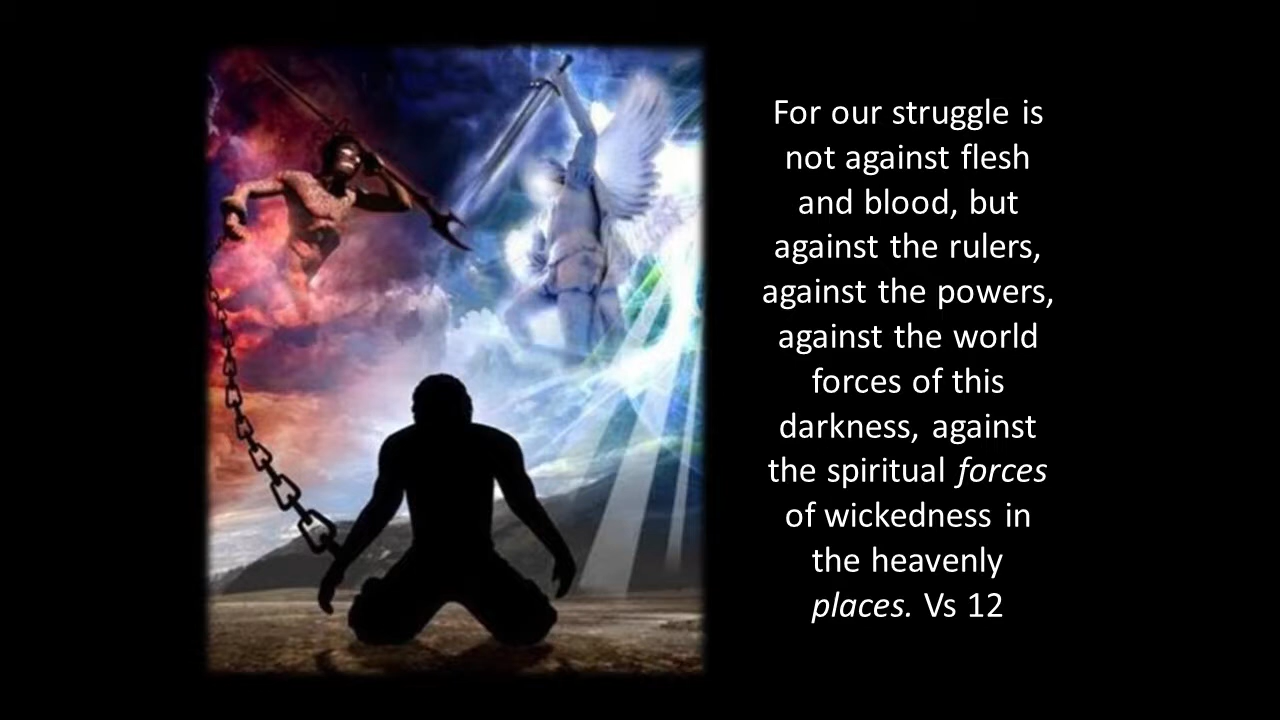 For our struggle is
not against flesh
and blood, but
against the rulers,
against the powers,
against the world
forces of this
darkness, against
the spiritual forces
of wickedness in
the heavenly
places. Vs 12